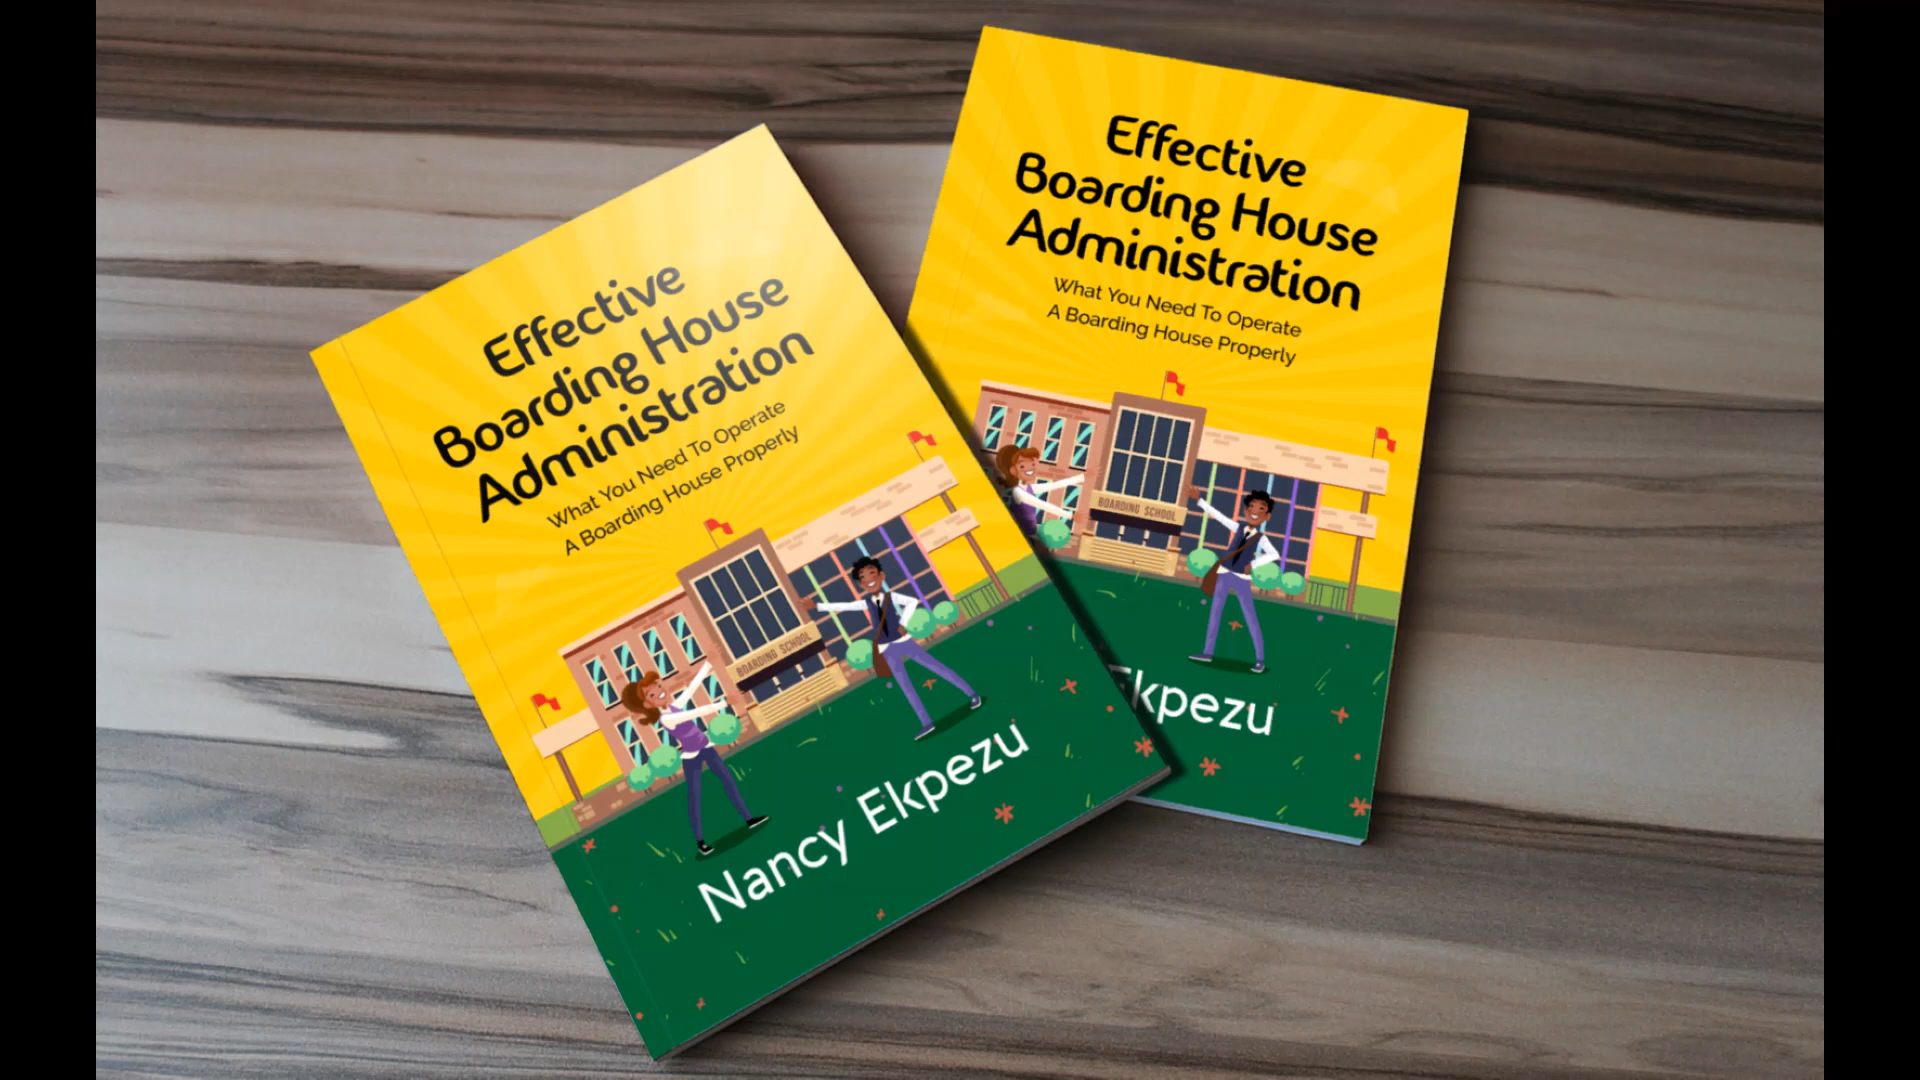 Effective
Boarding House
Administration
What You Need To Operate
A Boarding House Properly
BOARDING SCHOOL
Nancy Ekpezu
Effective
Boarding House
Administration
What You Need To Operate
A Boarding House Properly
BOARDING SCHOOL
Ekpezu